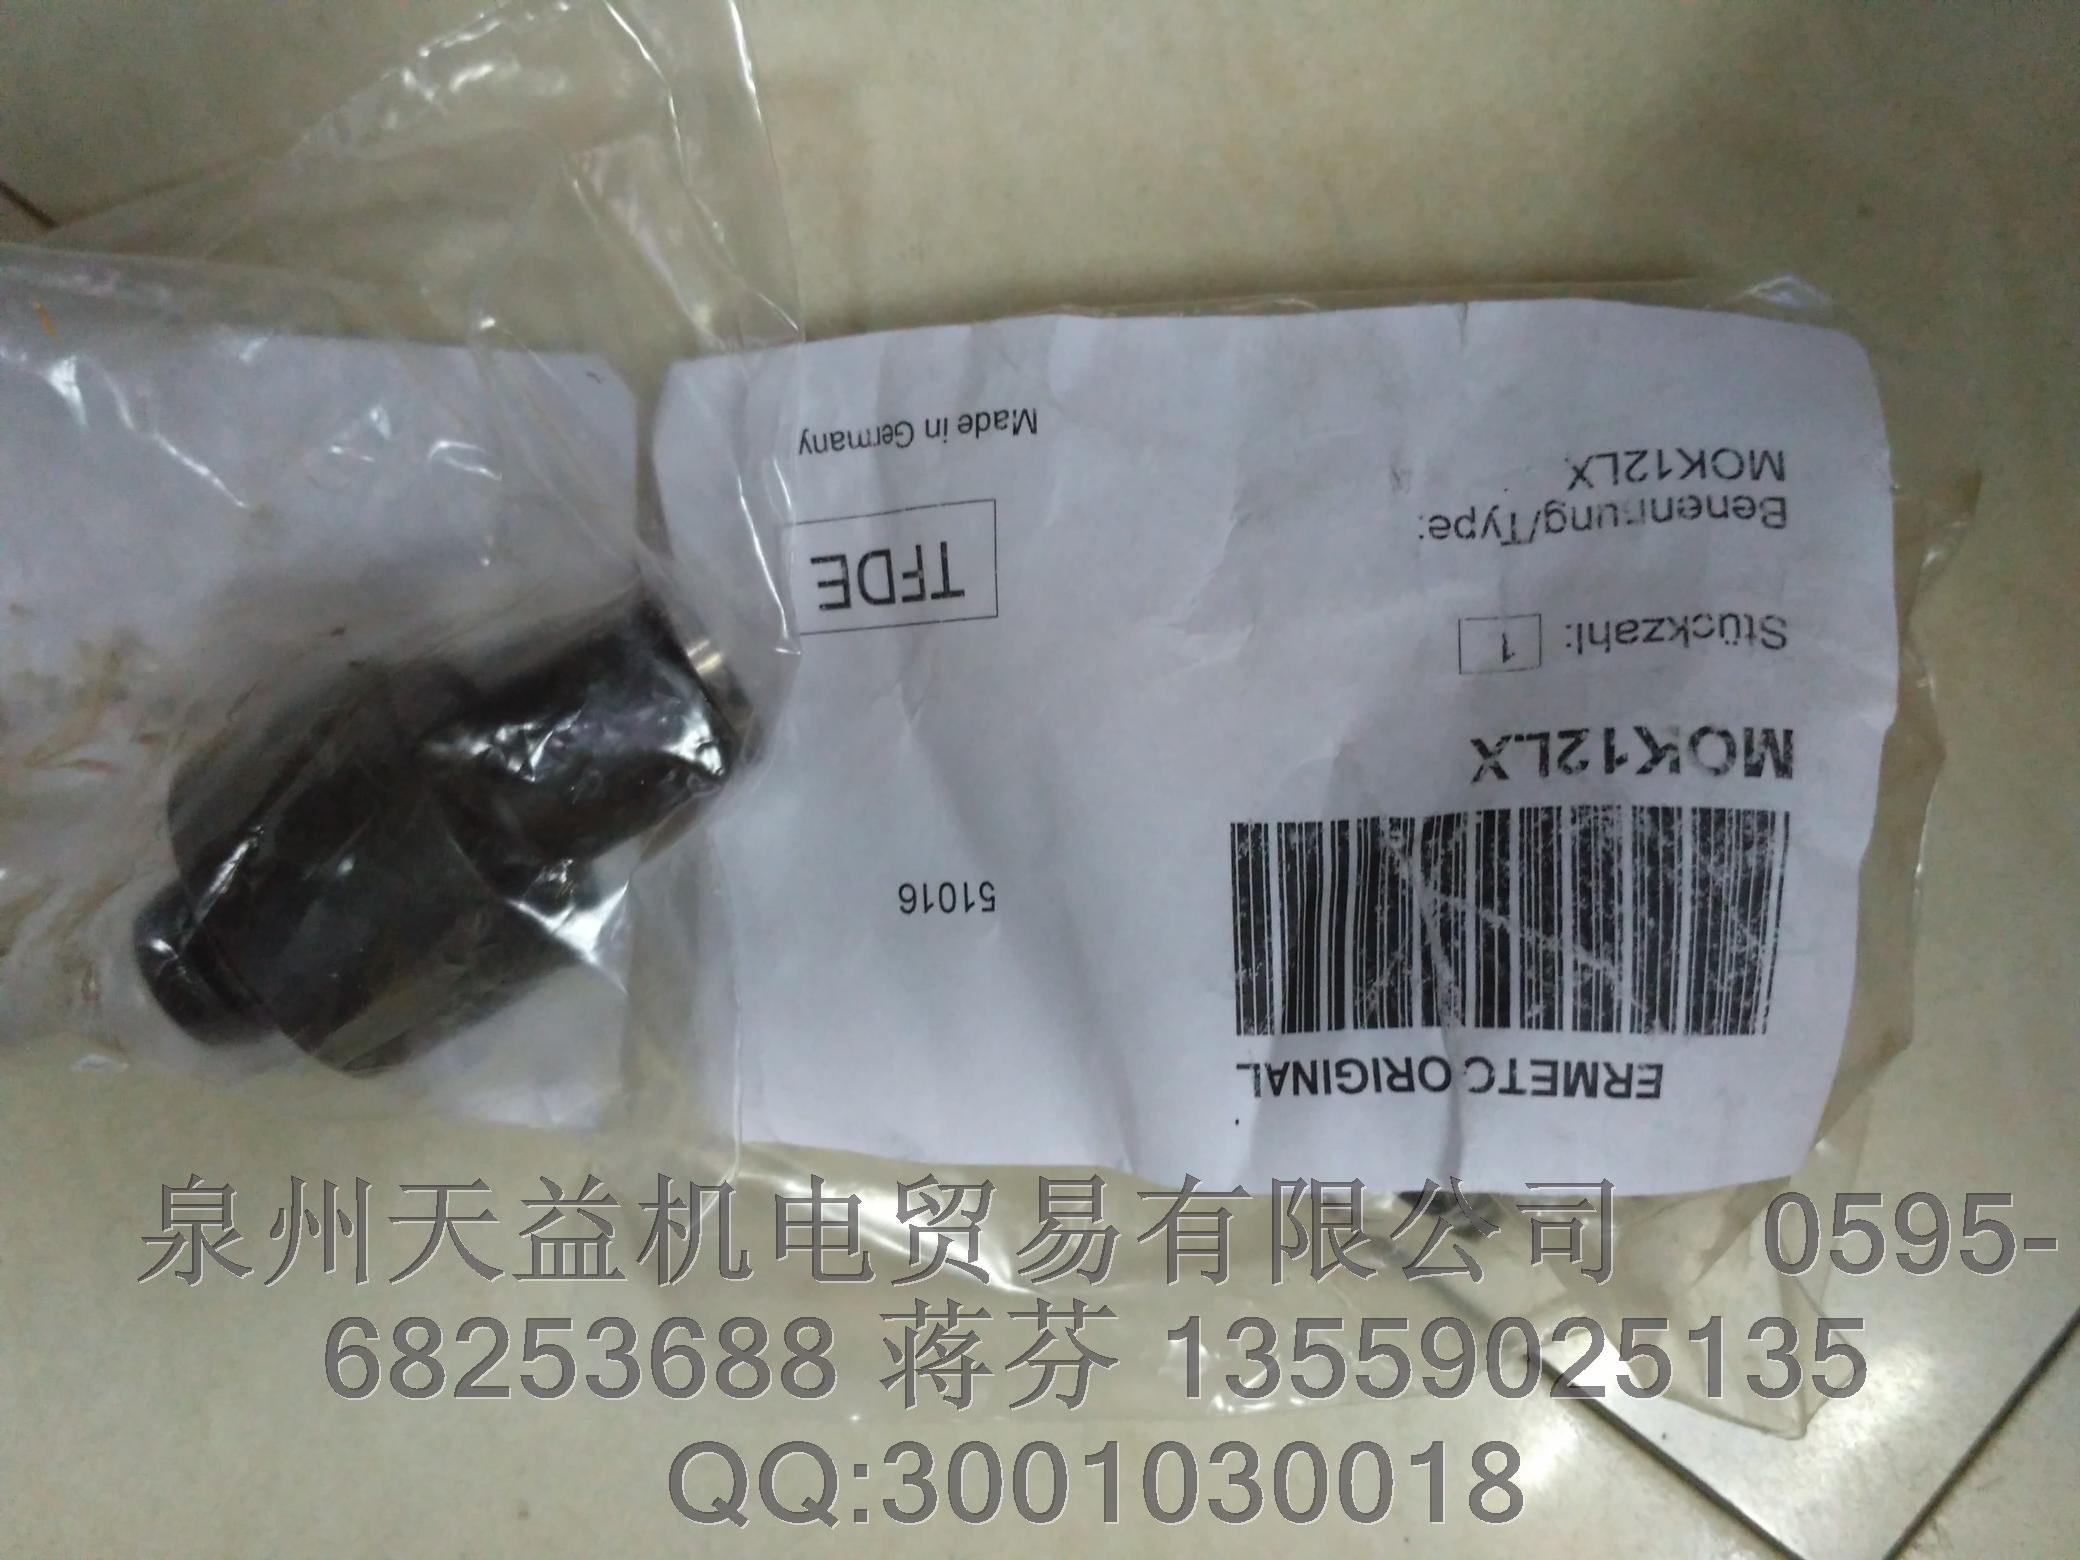 ERMETO ORIGINAL
MOK12LX
Stückzahl: 1
Benennung/Type:
MOK12LX
51016
TFDE
Made in Germany
泉州天益机电贸易有限公司 0595-
68253688 蒋芬 13559025135
QQ:3001030018